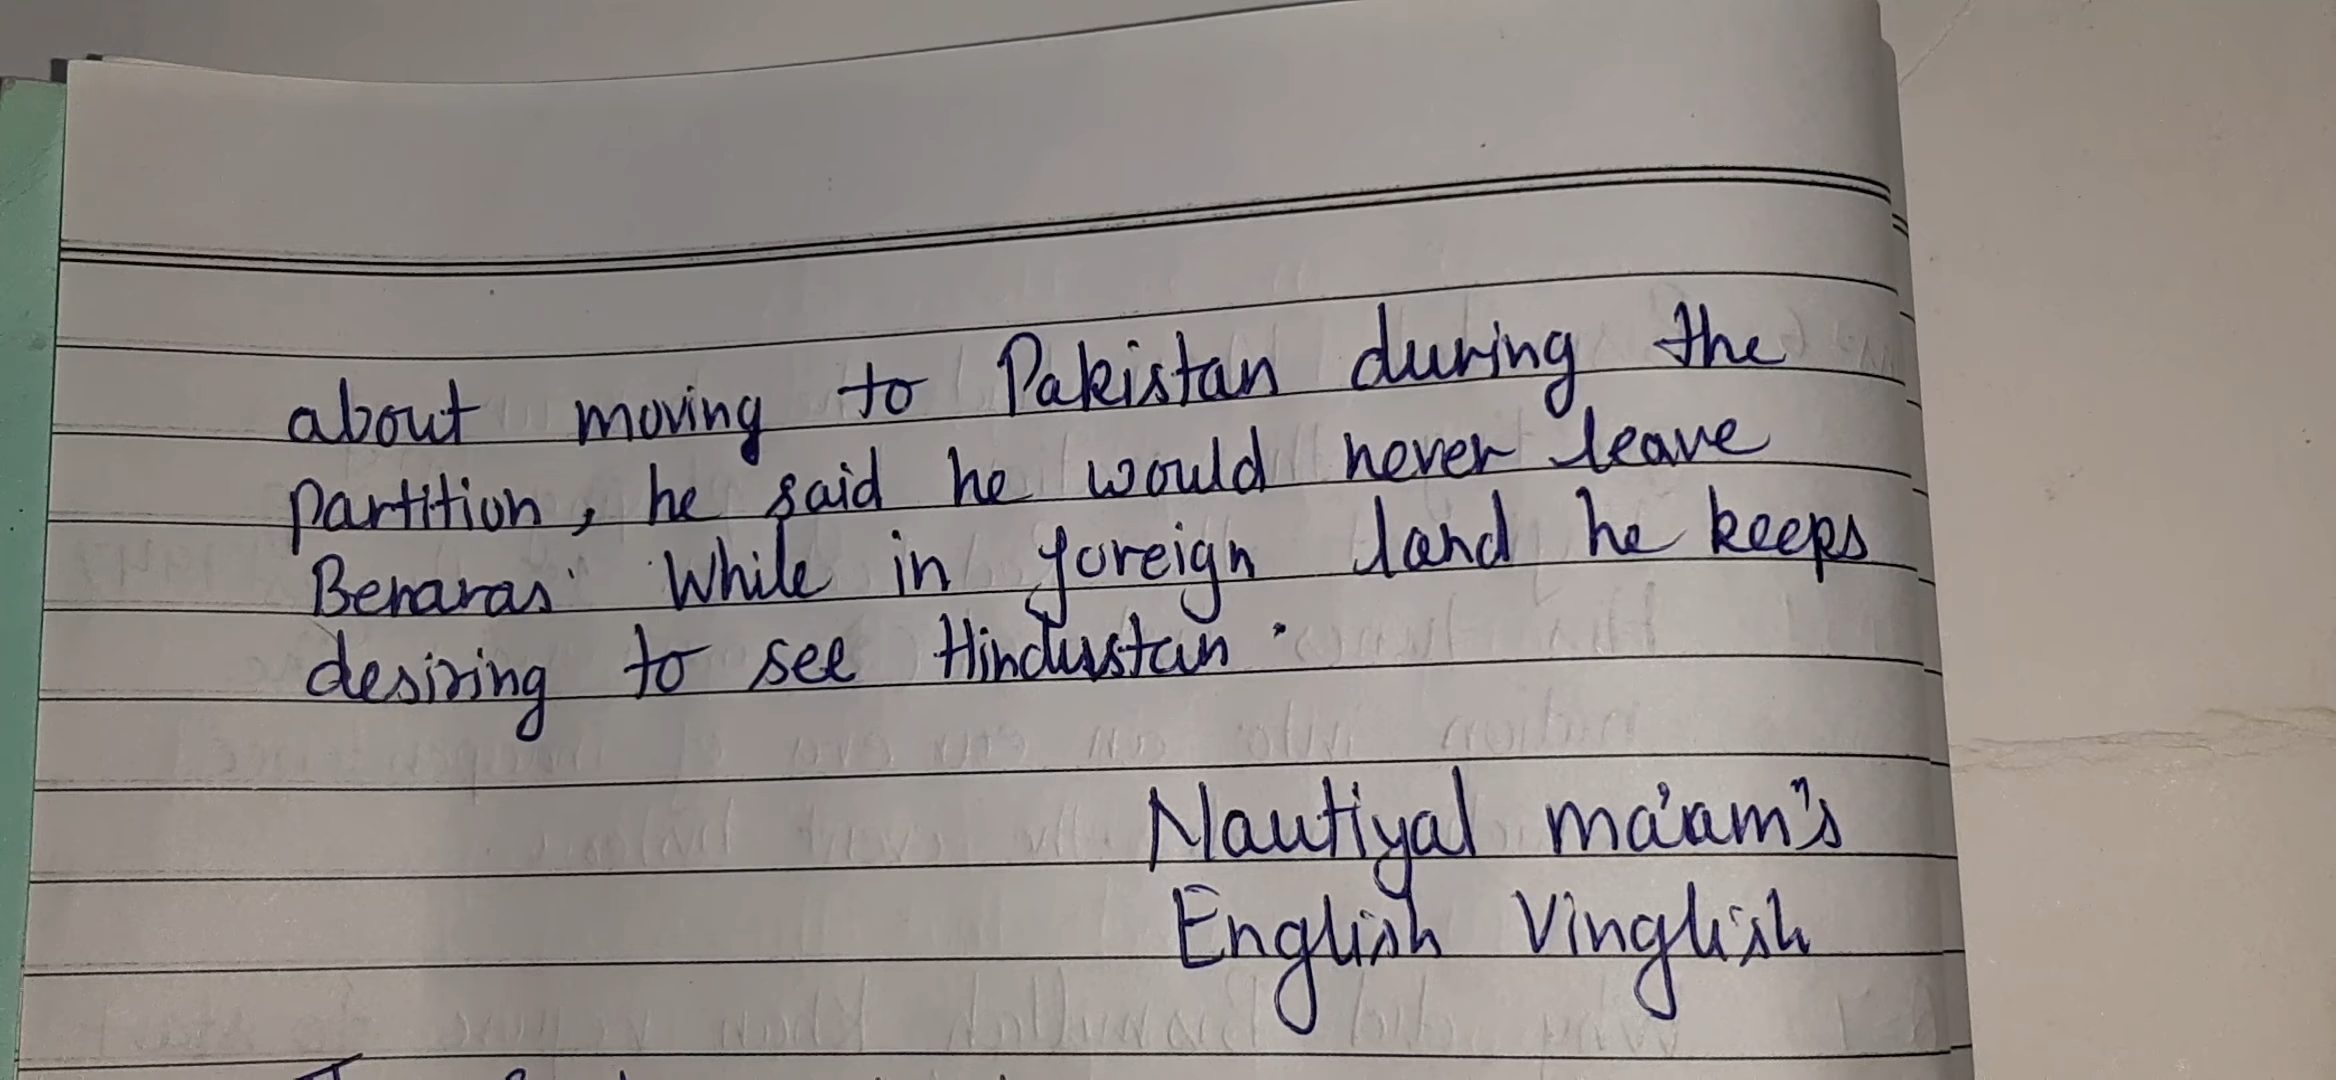 about moving to Pakistan during the
partition, he said he would never leave
Benaras. While in foreign land he keeps
desiring to see Hindustan.
Nautiyal ma'am's
English Vinglish